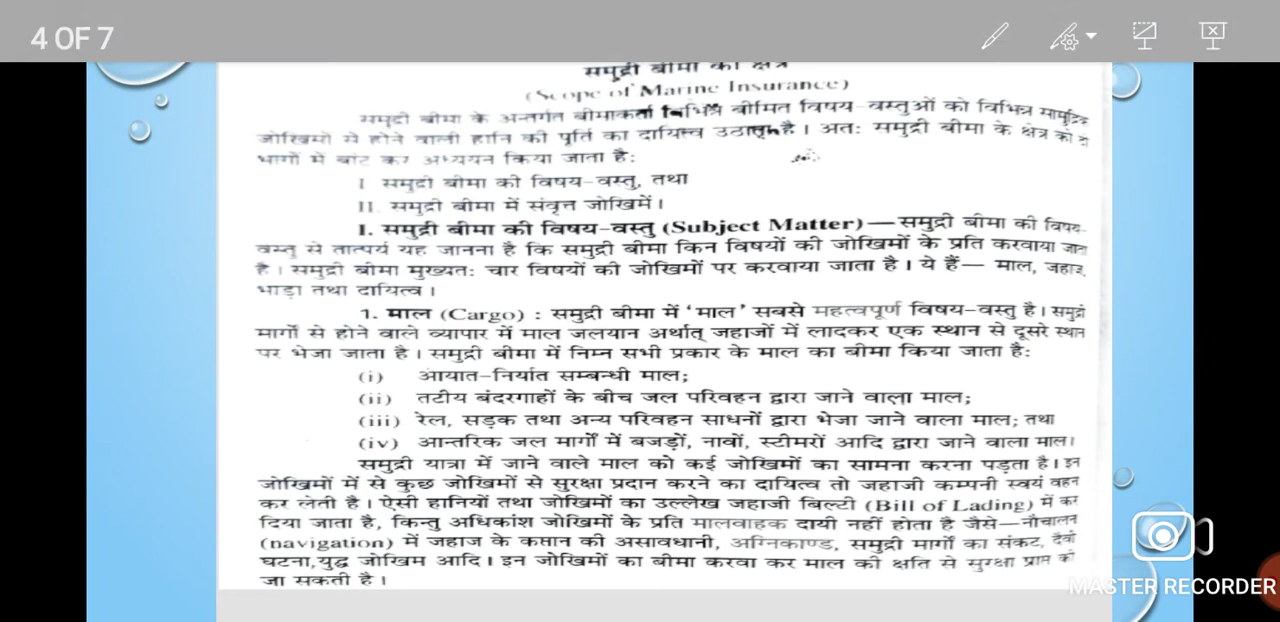 4 OF 7
समुद्री बीमा का क्षेत्र
(Scope of Marine Insurance)
समुद्री बीमा के अन्तर्गत बीमाकर्ता विभिन्न बीमित विषय-वस्तुओं को विभिन्न सामुद्रिक
जोखिमों से होने वाली हानि की पूर्ति का दायित्व उठाता है। अतः समुद्री बीमा के क्षेत्र को दो
भागों में बांट कर अध्ययन किया जाता है:
I समुद्री बीमा की विषय-वस्तु, तथा
II. समुद्री बीमा में संवृत्त जोखिमें।
I. समुद्री बीमा की विषय-वस्तु (Subject Matter)—समुद्री बीमा की विषय-
वस्तु से तात्पर्य यह जानना है कि समुद्री बीमा किन विषयों की जोखिमों के प्रति करवाया जाता
है। समुद्री बीमा मुख्यतः चार विषयों की जोखिमों पर करवाया जाता है। ये हैं— माल, जहाज,
भाड़ा तथा दायित्व।
1. माल (Cargo) : समुद्री बीमा में ‘माल’ सबसे महत्वपूर्ण विषय-वस्तु है। समुद्री
मार्गों से होने वाले व्यापार में माल जलयान अर्थात् जहाजों में लादकर एक स्थान से दूसरे स्थान
पर भेजा जाता है। समुद्री बीमा में निम्न सभी प्रकार के माल का बीमा किया जाता है:
(i) आयात-निर्यात सम्बन्धी माल;
(ii) तटीय बंदरगाहों के बीच जल परिवहन द्वारा जाने वाला माल;
(iii) रेल, सड़क तथा अन्य परिवहन साधनों द्वारा भेजा जाने वाला माल; तथा
(iv) आन्तरिक जल मार्गों में बजड़ों, नावों, स्टीमरों आदि द्वारा जाने वाला माल।
समुद्री यात्रा में जाने वाले माल को कई जोखिमों का सामना करना पड़ता है। इन
जोखिमों में से कुछ जोखिमों से सुरक्षा प्रदान करने का दायित्व तो जहाजी कम्पनी स्वयं वहन
कर लेती है। ऐसी हानियों तथा जोखिमों का उल्लेख जहाजी बिल्टी (Bill of Lading) में कर
दिया जाता है, किन्तु अधिकांश जोखिमों के प्रति मालवाहक दायी नहीं होता है जैसे—नौचालन
(navigation) में जहाज के कप्तान की असावधानी, अग्निकाण्ड, समुद्री मार्गों का संकट, दैवी
घटना,युद्ध जोखिम आदि। इन जोखिमों का बीमा करवा कर माल की क्षति से सुरक्षा प्राप्त की
जा सकती है।
MASTER RECORDER